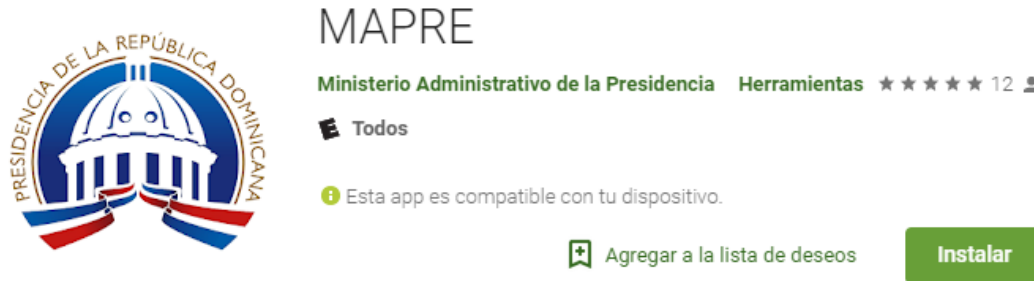 PRESIDENCIA DE LA REPÚBLICA DOMINICANA
MAPRE
Ministerio Administrativo de la Presidencia Herramientas ★★★★★ 12
E Todos
Esta app es compatible con tu dispositivo.
Agregar a la lista de deseos Instalar